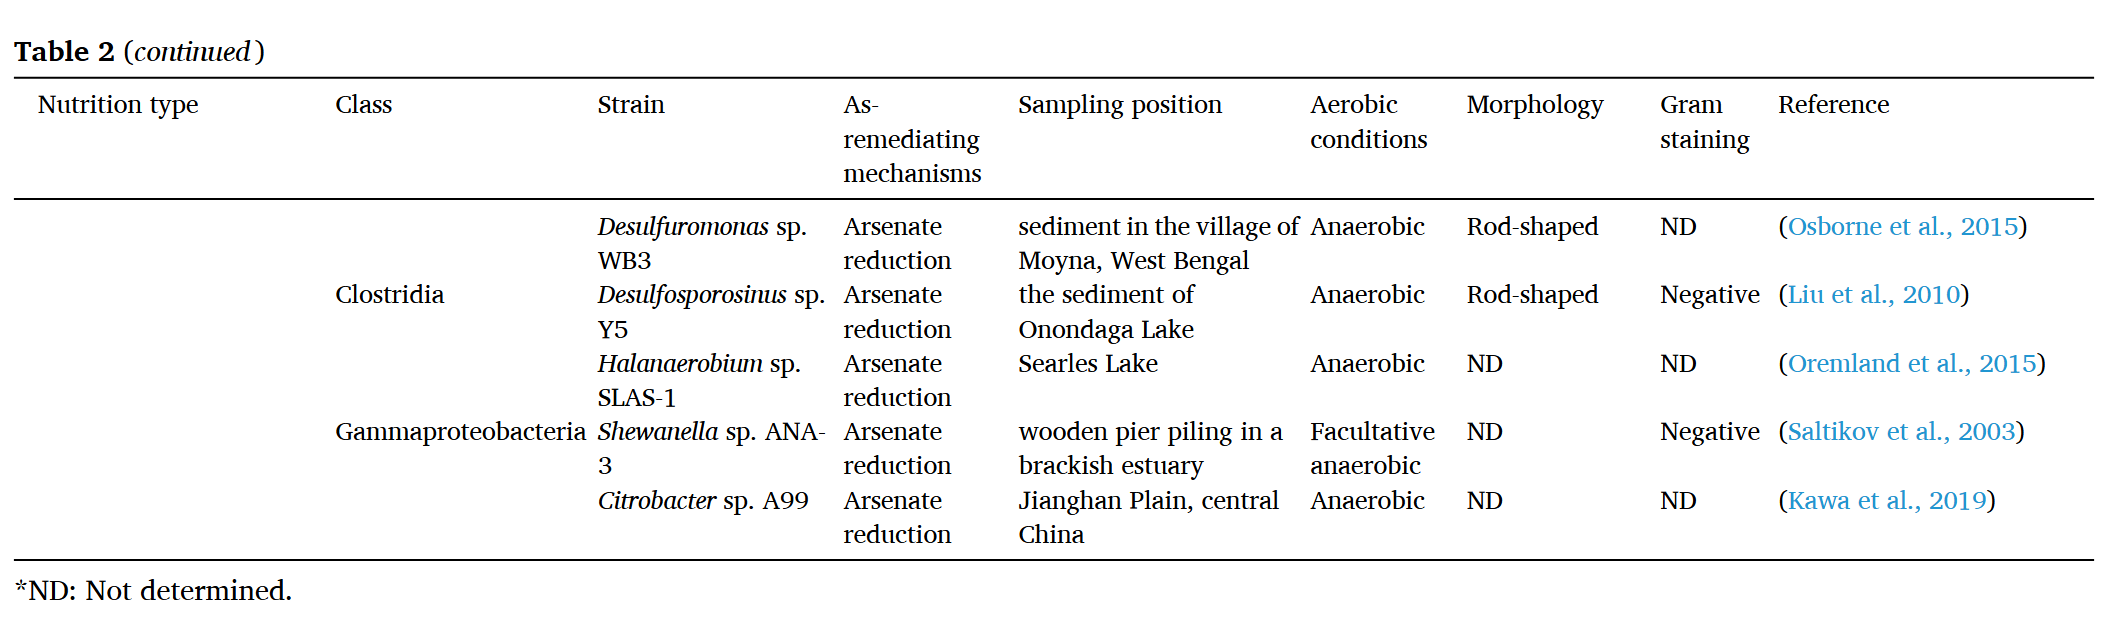 Table 2 (continued)
Nutrition type Class Strain As- Sampling position Aerobic Morphology Gram Reference
remediating conditions staining
mechanisms
Desulfuromonas sp. Arsenate sediment in the village of Anaerobic Rod-shaped ND (Osborne et al., 2015)
WB3 reduction Moyna, West Bengal
Clostridia Desulfosporosinus sp. Arsenate the sediment of Anaerobic Rod-shaped Negative (Liu et al., 2010)
Y5 reduction Onondaga Lake
Halanaerobium sp. Arsenate Searles Lake Anaerobic ND ND (Oremland et al., 2015)
SLAS-1 reduction
Gammaproteobacteria Shewanella sp. ANA- Arsenate wooden pier piling in a Facultative ND Negative (Saltikov et al., 2003)
3 reduction brackish estuary anaerobic
Citrobacter sp. A99 Arsenate Jianghan Plain, central Anaerobic ND ND (Kawa et al., 2019)
reduction China
*ND: Not determined.